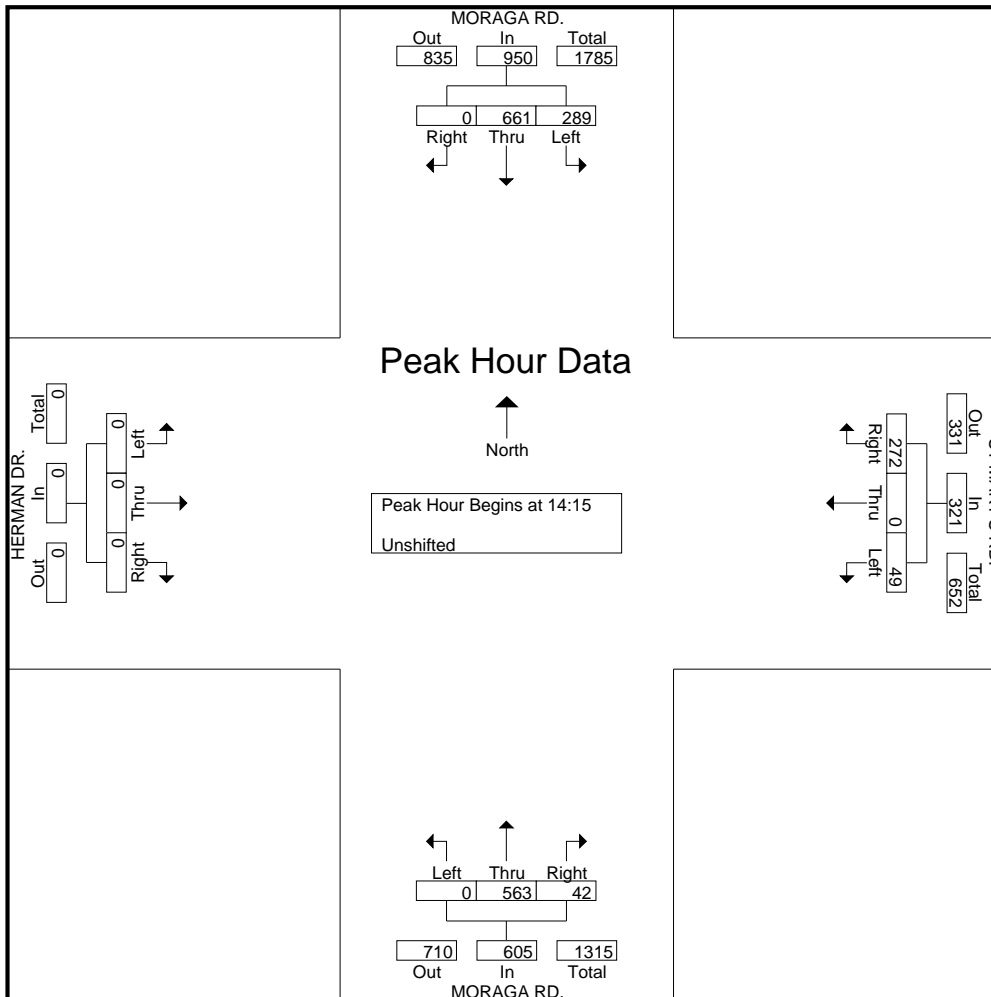 MORAGA RD.
Out In Total
835 950 1785
0 661 289
Right Thru Left
Peak Hour Data
North
Peak Hour Begins at 14:15
Unshifted
HERMAN DR.
Total In Out
0 0 0
0 0 0
Left Thru Right
Out In Total
331 321 652
272 0 49
Right Thru Left
Left Thru Right
0 563 42
710 605 1315
Out In Total
MORAGA RD.